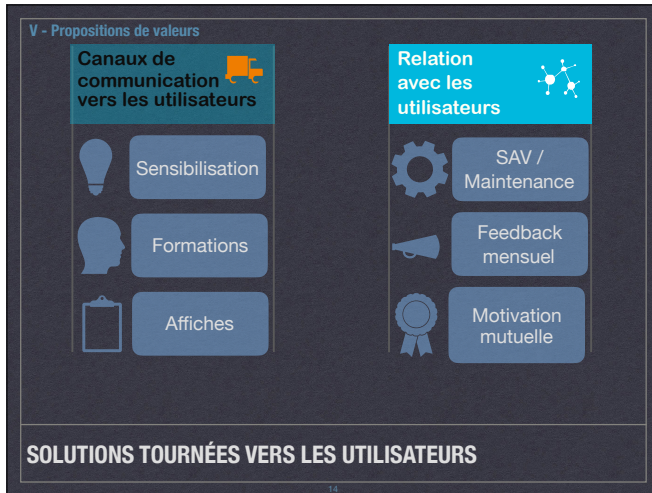 V - Propositions de valeurs
Canaux de
communication
vers les utilisateurs
Sensibilisation
Formations
Affiches
Relation
avec les
utilisateurs
SAV /
Maintenance
Feedback
mensuel
Motivation
mutuelle
SOLUTIONS TOURNÉES VERS LES UTILISATEURS
14